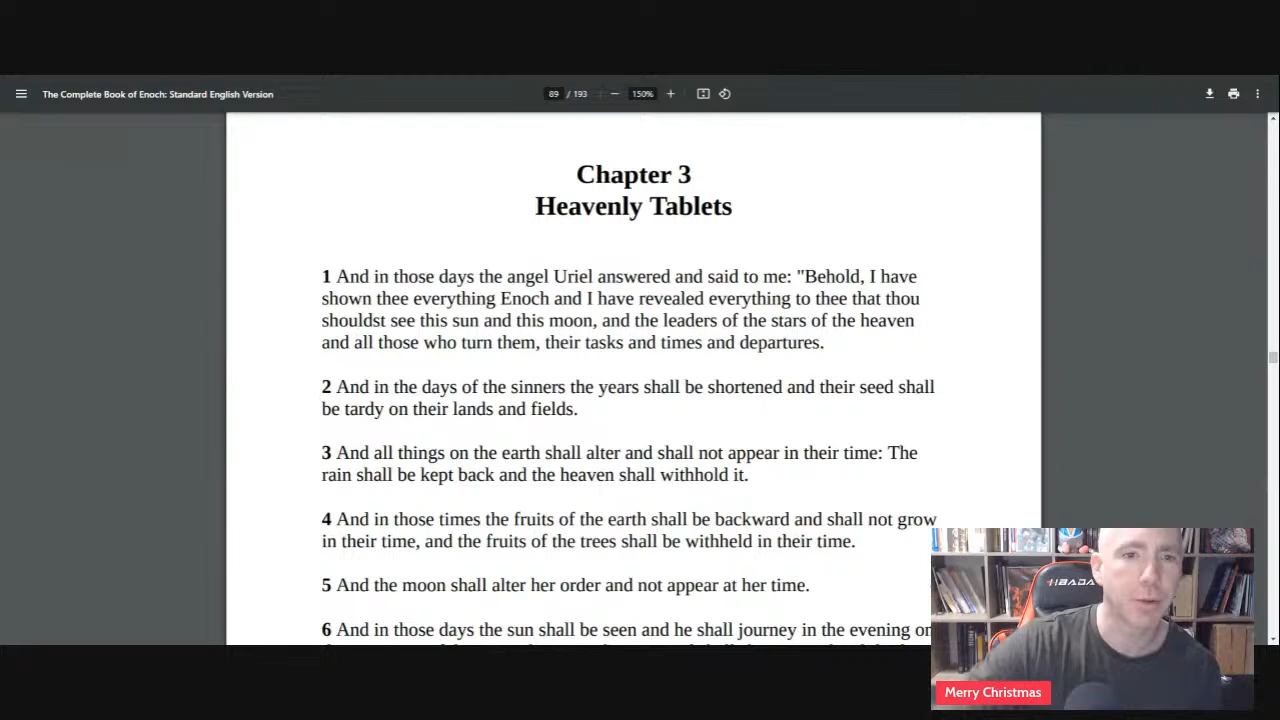 The Complete Book of Enoch: Standard English Version
89 / 193
150%
Chapter 3
Heavenly Tablets
1 And in those days the angel Uriel answered and said to me: "Behold, I have
shown thee everything Enoch and I have revealed everything to thee that thou
shouldst see this sun and this moon, and the leaders of the stars of the heaven
and all those who turn them, their tasks and times and departures.
2 And in the days of the sinners the years shall be shortened and their seed shall
be tardy on their lands and fields.
3 And all things on the earth shall alter and shall not appear in their time: The
rain shall be kept back and the heaven shall withhold it.
4 And in those times the fruits of the earth shall be backward and shall not grow
in their time, and the fruits of the trees shall be withheld in their time.
5 And the moon shall alter her order and not appear at her time.
6 And in those days the sun shall be seen and he shall journey in the evening on
HBADA
Merry Christmas